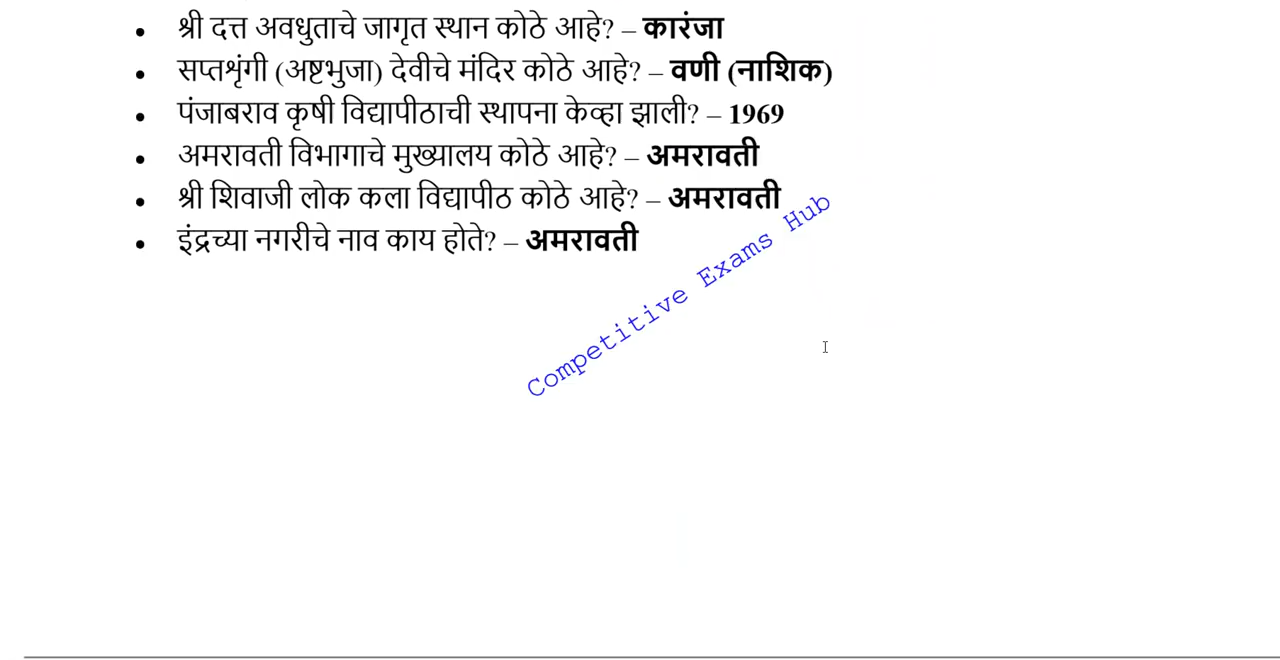 • श्री दत्त अवधुताचे जागृत स्थान कोठे आहे? – कारंजा
• सप्तश्रृंगी (अष्टभुजा) देवीचे मंदिर कोठे आहे? – वणी (नाशिक)
• पंजाबराव कृषी विद्यापीठाची स्थापना केव्हा झाली? – 1969
• अमरावती विभागाचे मुख्यालय कोठे आहे? – अमरावती
• श्री शिवाजी लोक कला विद्यापीठ कोठे आहे? – अमरावती
• इंद्रच्या नगरीचे नाव काय होते? – अमरावती
Competitive Exams Hub